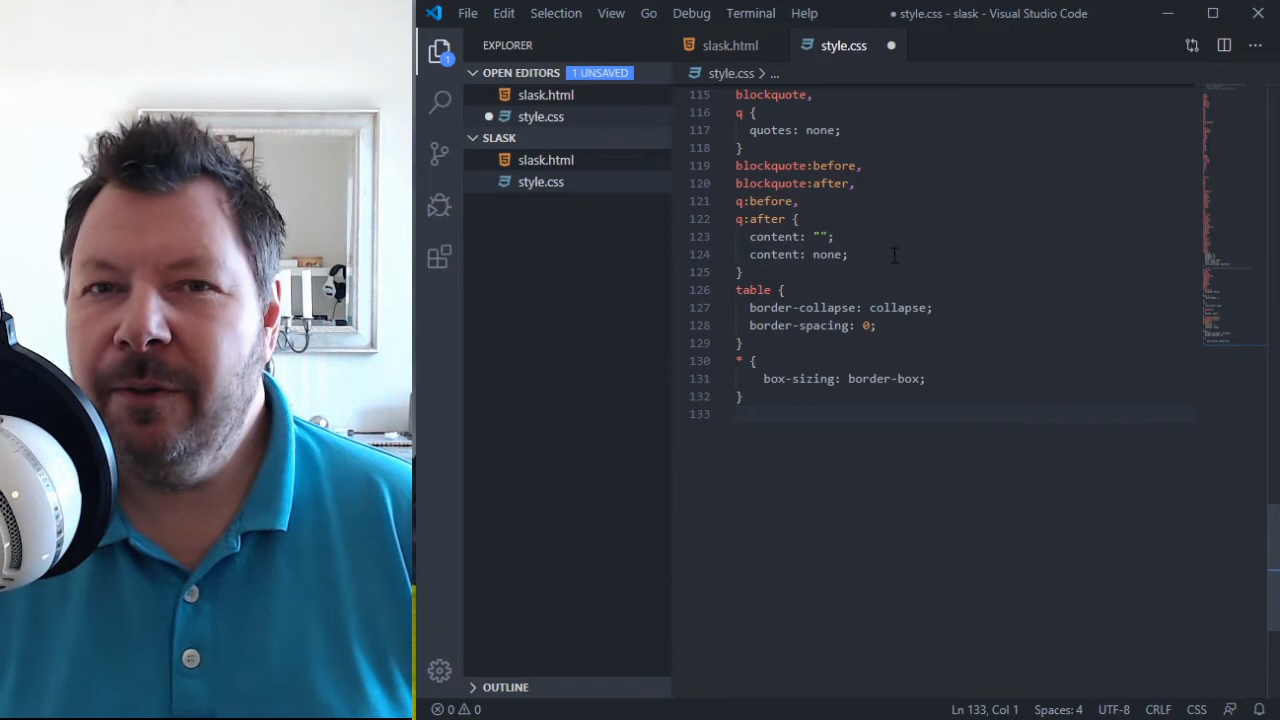 File Edit Selection View Go Debug Terminal Help
● style.css - slask - Visual Studio Code
EXPLORER
slask.html
style.css
OPEN EDITORS
1 UNSAVED
style.css > ...
1
slask.html
style.css
SLASK
slask.html
style.css
115 blockquote,
116 q {
117 quotes: none;
118 }
119 blockquote:before,
120 blockquote:after,
121 q:before,
122 q:after {
123 content: "";
124 content: none;
125 }
126 table {
127 border-collapse: collapse;
128 border-spacing: 0;
129 }
130 * {
131 box-sizing: border-box;
132 }
133
OUTLINE
0 0
Ln 133, Col 1 Spaces: 4 UTF-8 CRLF CSS